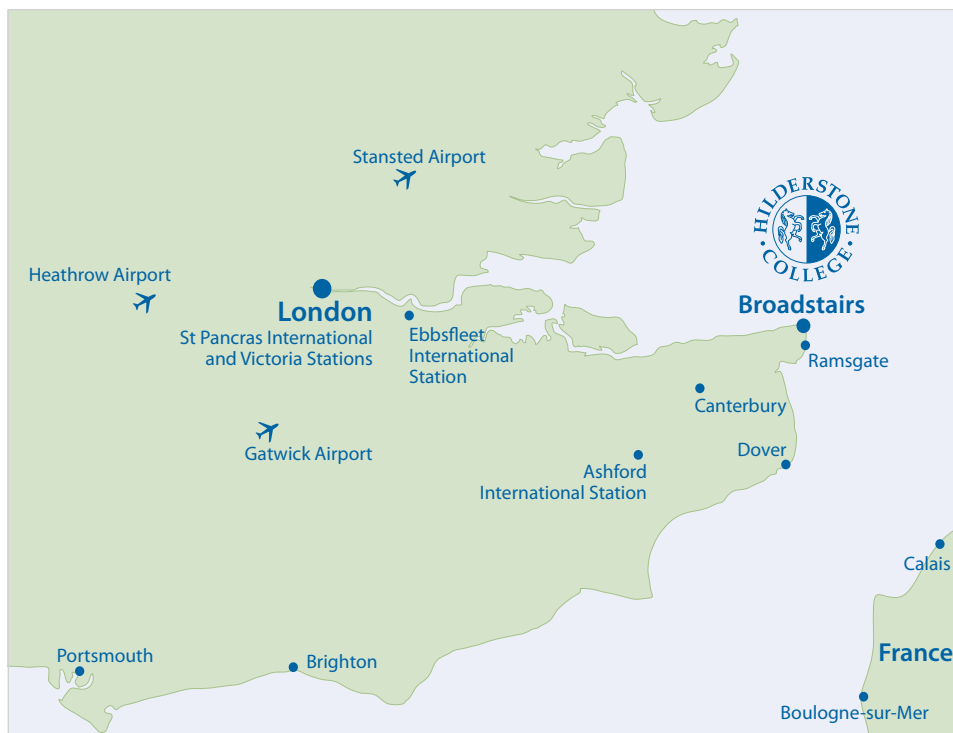 Stansted Airport
HILDERSTONE
COLLEGE
Heathrow Airport
London
St Pancras International
and Victoria Stations
Ebbsfleet
International
Station
Broadstairs
Ramsgate
Canterbury
Gatwick Airport
Dover
Ashford
International Station
Calais
Portsmouth
Brighton
France
Boulogne-sur-Mer